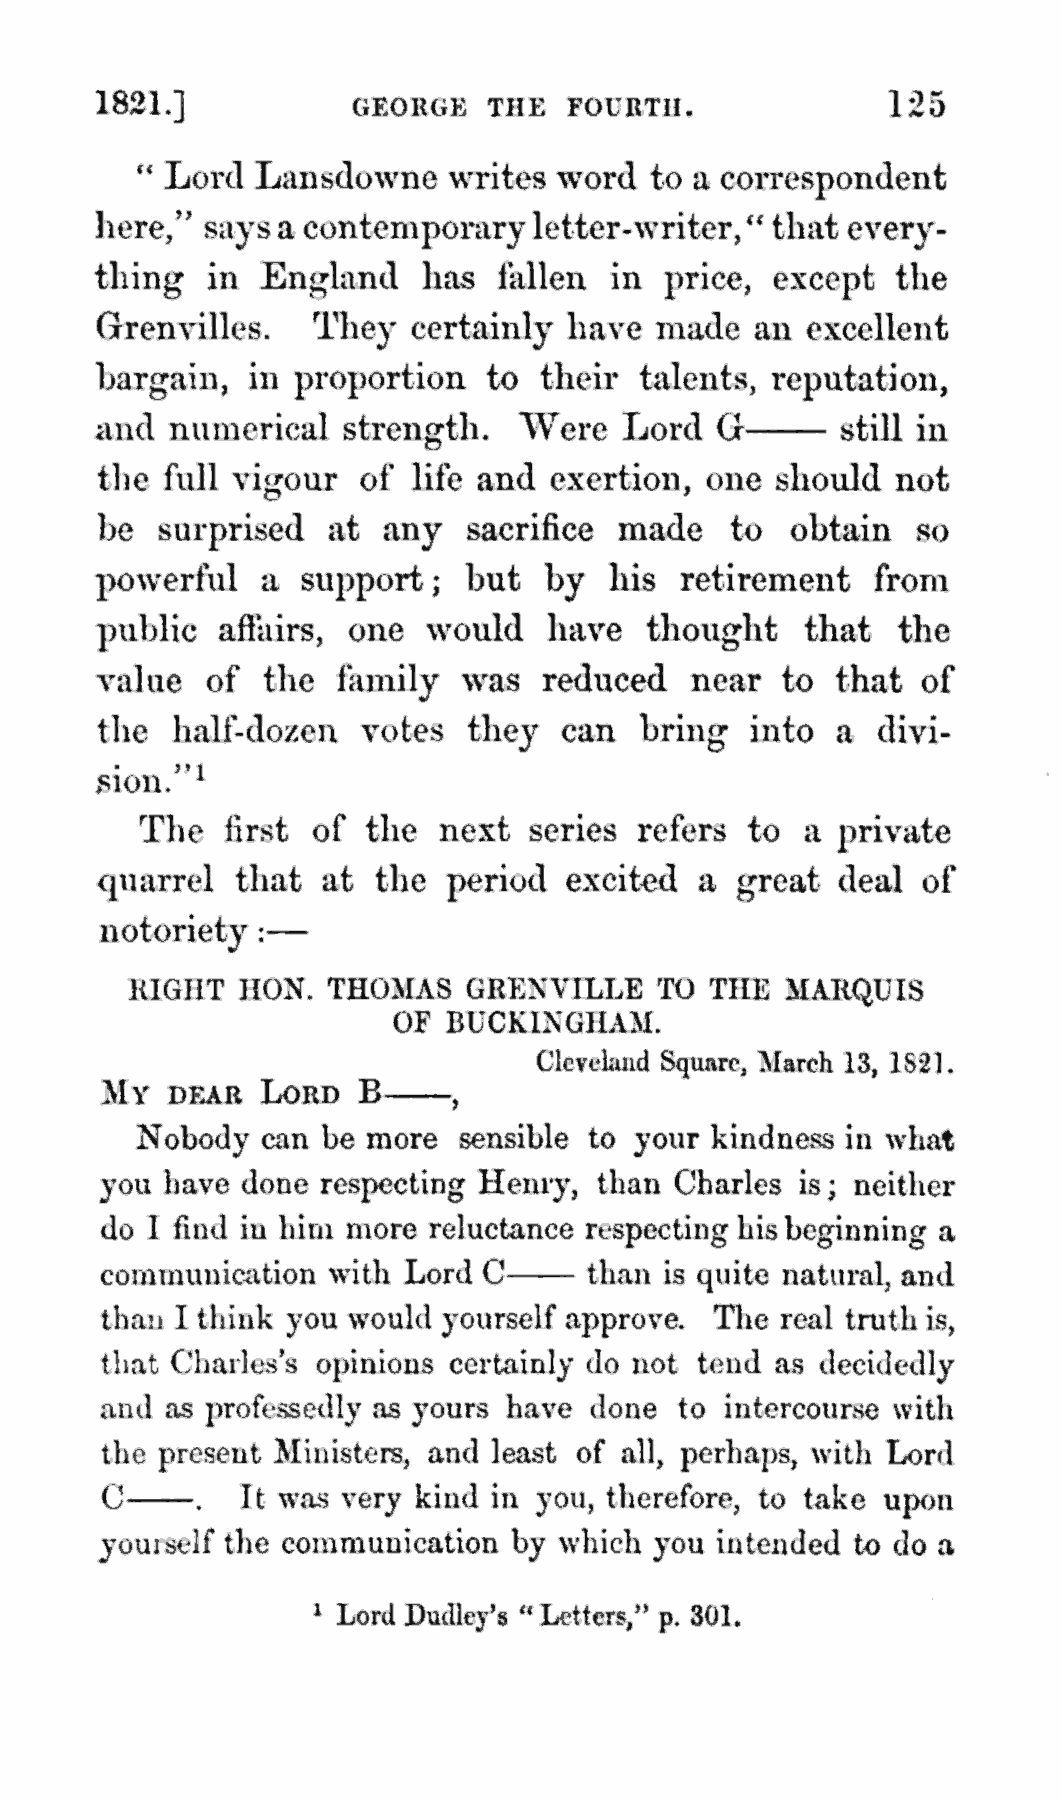 1821.] GEORGE THE FOURTH. 125
“ Lord Lansdowne writes word to a correspondent
here,” says a contemporary letter-writer, “ that every-
thing in England has fallen in price, except the
Grenvilles. They certainly have made an excellent
bargain, in proportion to their talents, reputation,
and numerical strength. Were Lord G—— still in
the full vigour of life and exertion, one should not
be surprised at any sacrifice made to obtain so
powerful a support; but by his retirement from
public affairs, one would have thought that the
value of the family was reduced near to that of
the half-dozen votes they can bring into a divi-
sion.”¹
The first of the next series refers to a private
quarrel that at the period excited a great deal of
notoriety :—
RIGHT HON. THOMAS GRENVILLE TO THE MARQUIS
OF BUCKINGHAM.
Cleveland Square, March 13, 1821.
MY DEAR LORD B——,
Nobody can be more sensible to your kindness in what
you have done respecting Henry, than Charles is; neither
do I find in him more reluctance respecting his beginning a
communication with Lord C—— than is quite natural, and
than I think you would yourself approve. The real truth is,
that Charles's opinions certainly do not tend as decidedly
and as professedly as yours have done to intercourse with
the present Ministers, and least of all, perhaps, with Lord
C——. It was very kind in you, therefore, to take upon
yourself the communication by which you intended to do a
¹ Lord Dudley's “ Letters,” p. 301.